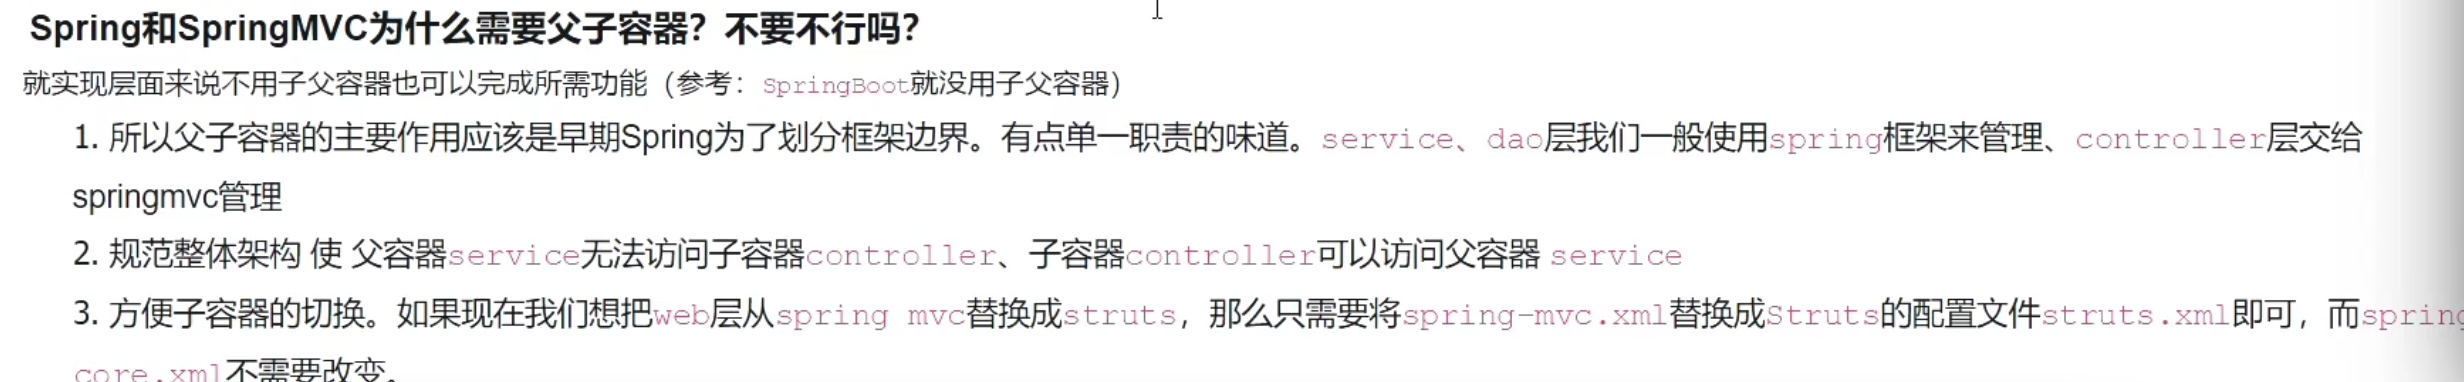 Spring和SpringMVC为什么需要父子容器？不要不行吗？
就实现层面来说不用子父容器也可以完成所需功能（参考：SpringBoot就没用子父容器）
1. 所以父子容器的主要作用应该是早期Spring为了划分框架边界。有点单一职责的味道。service、dao层我们一般使用spring框架来管理、controller层交给
springmvc管理
2. 规范整体架构 使 父容器service无法访问子容器controller、子容器controller可以访问父容器 service
3. 方便子容器的切换。如果现在我们想把web层从spring mvc替换成struts，那么只需要将spring-mvc.xml替换成Struts的配置文件struts.xml即可，而spring
core.xml不需要改变。